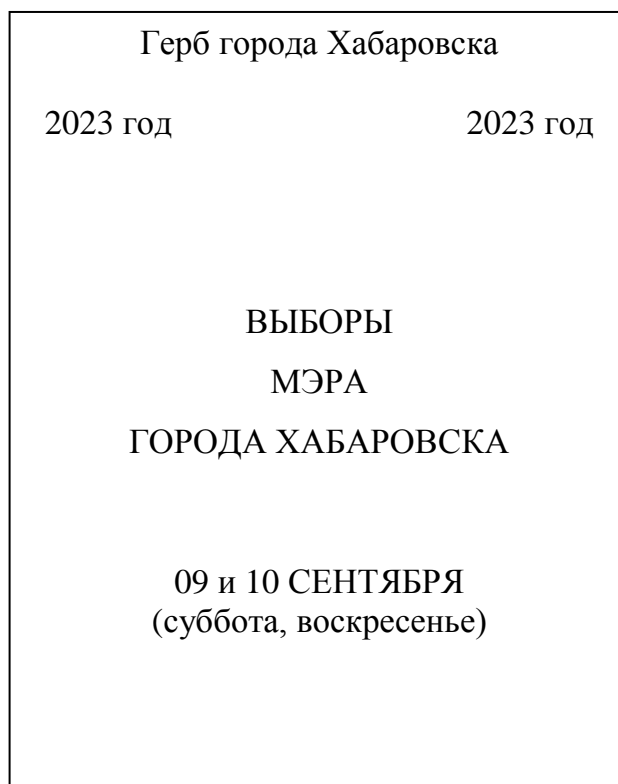 Герб города Хабаровска
2023 год 2023 год
ВЫБОРЫ
МЭРА
ГОРОДА ХАБАРОВСКА
09 и 10 СЕНТЯБРЯ
(суббота, воскресенье)